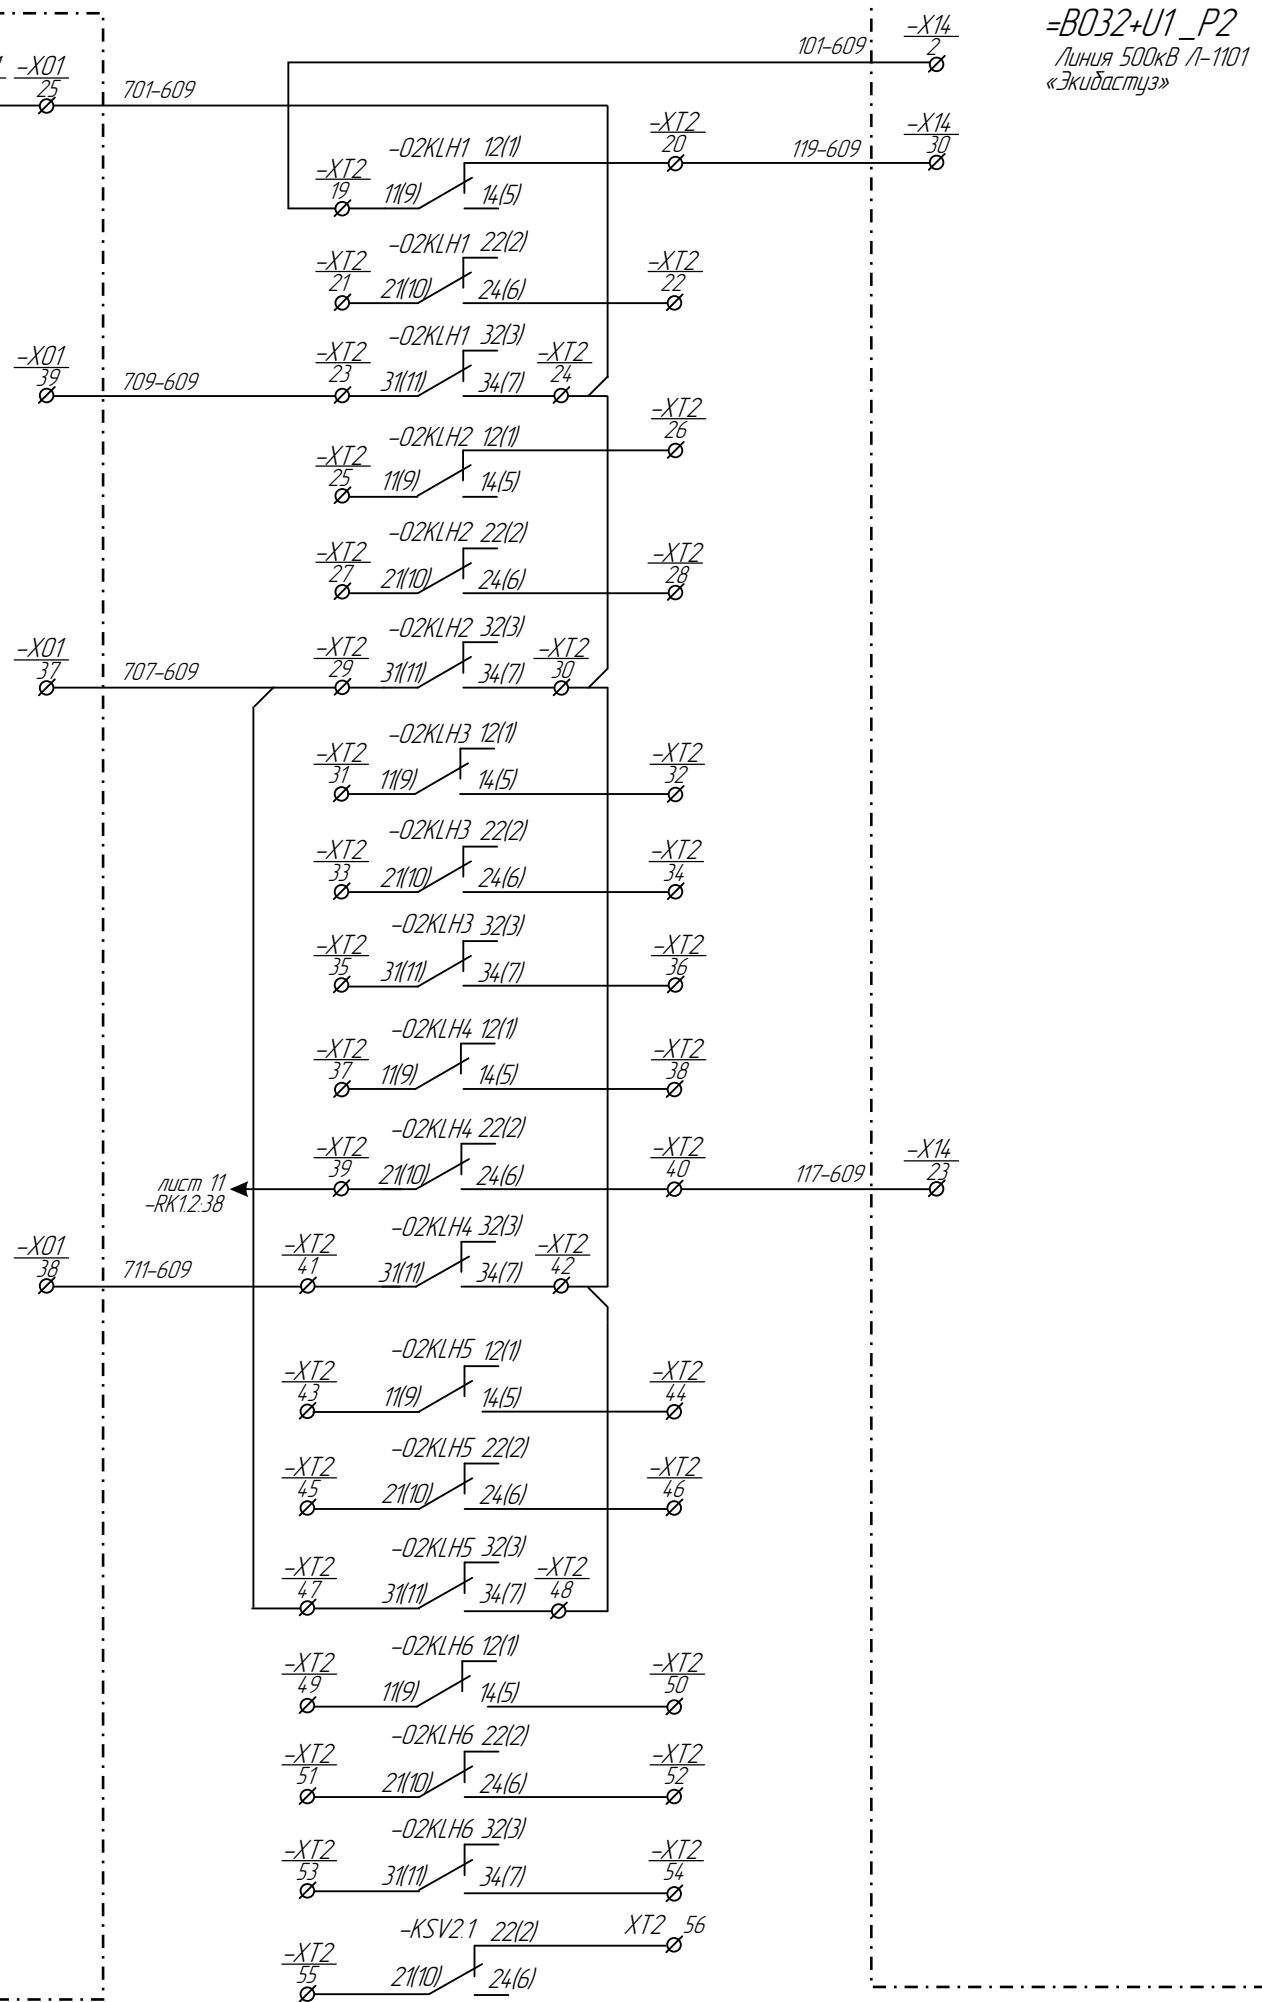 =ВО32+U1_Р2
Линия 500кВ Л-1101
«Экибастуз»
-X01
25
701-609
101-609
-X14
2
-XT2
19
11(9)
-02KLH1 12(1)
14(5)
-XT2
20
119-609
-X14
30
-XT2
21
21(10)
-02KLH1 22(2)
24(6)
-XT2
22
-X01
39
709-609
-XT2
23
31(11)
-02KLH1 32(3)
34(7)
-XT2
24
-XT2
25
11(9)
-02KLH2 12(1)
14(5)
-XT2
26
-XT2
27
21(10)
-02KLH2 22(2)
24(6)
-XT2
28
-X01
37
707-609
-XT2
29
31(11)
-02KLH2 32(3)
34(7)
-XT2
30
-XT2
31
11(9)
-02KLH3 12(1)
14(5)
-XT2
32
-XT2
33
21(10)
-02KLH3 22(2)
24(6)
-XT2
34
-XT2
35
31(11)
-02KLH3 32(3)
34(7)
-XT2
36
-XT2
37
11(9)
-02KLH4 12(1)
14(5)
-XT2
38
лист 11
-RK1.2:38
-XT2
39
21(10)
-02KLH4 22(2)
24(6)
-XT2
40
117-609
-X14
23
-X01
38
711-609
-XT2
41
31(11)
-02KLH4 32(3)
34(7)
-XT2
42
-XT2
43
11(9)
-02KLH5 12(1)
14(5)
-XT2
44
-XT2
45
21(10)
-02KLH5 22(2)
24(6)
-XT2
46
-XT2
47
31(11)
-02KLH5 32(3)
34(7)
-XT2
48
-XT2
49
11(9)
-02KLH6 12(1)
14(5)
-XT2
50
-XT2
51
21(10)
-02KLH6 22(2)
24(6)
-XT2
52
-XT2
53
31(11)
-02KLH6 32(3)
34(7)
-XT2
54
-XT2
55
21(10)
-KSV2.1 22(2)
24(6)
XT2 56